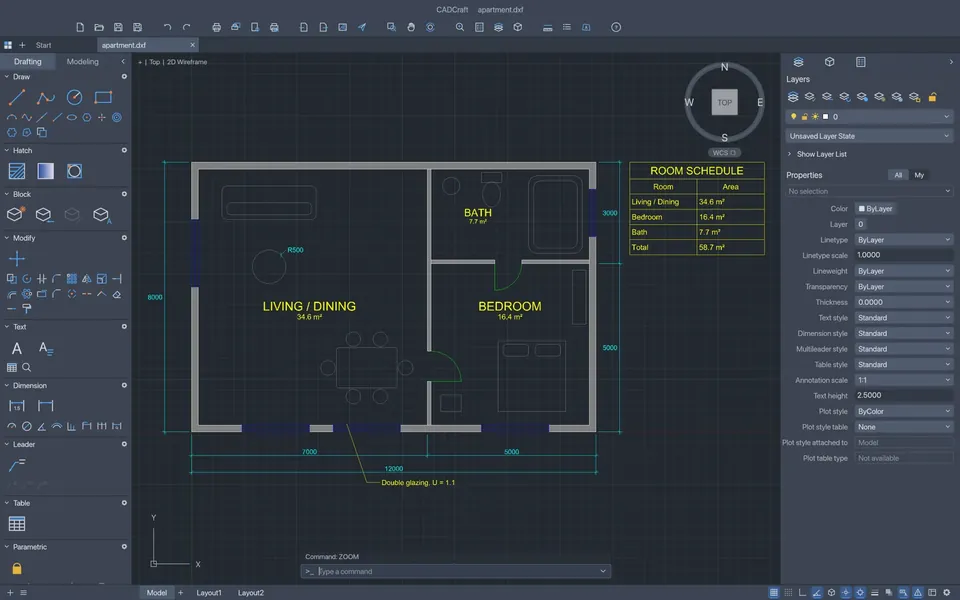 CADCraft apartment.dxf
Start
apartment.dxf
Drafting
Modeling
Draw
Hatch
Block
Modify
Text
A
A
Dimension
1.5
Leader
Table
Parametric
+ | Top | 2D Wireframe
N
W
TOP
E
S
WCS
ROOM SCHEDULE
Room Area
Living / Dining 34.6 m²
Bedroom 16.4 m²
Bath 7.7 m²
Total 58.7 m²
BATH
7.7 m²
R500
LIVING / DINING
34.6 m²
BEDROOM
16.4 m²
8000
3000
5000
7000
5000
12000
Double glazing, U = 1.1
Y
X
Command: ZOOM
>_ Type a command
Model
+
Layout1
Layout2
Layers
0
Unsaved Layer State
Show Layer List
Properties
All
My
No selection
Color ByLayer
Layer 0
Linetype ByLayer
Linetype scale 1.0000
Lineweight ByLayer
Transparency ByLayer
Thickness 0.0000
Text style Standard
Dimension style Standard
Multileader style Standard
Table style Standard
Annotation scale 1:1
Text height 2.5000
Plot style ByColor
Plot style table None
Plot style attached to Model
Plot table type Not available